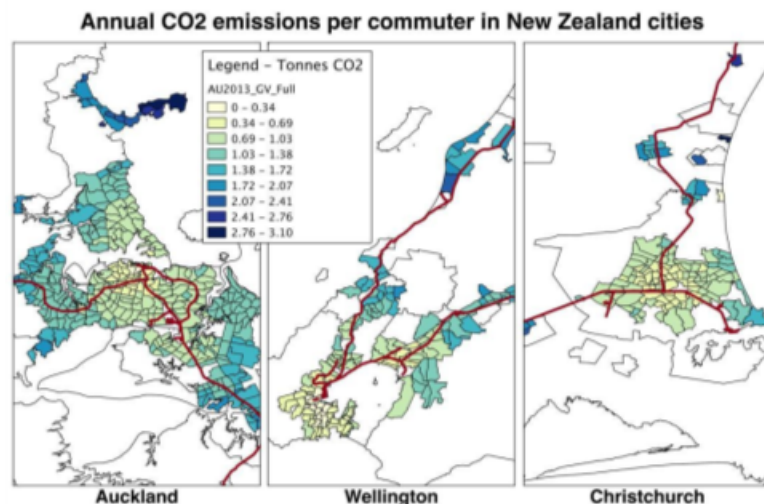 Annual CO2 emissions per commuter in New Zealand cities
Legend - Tonnes CO2
AU2013_GV_Full
0 - 0.34
0.34 - 0.69
0.69 - 1.03
1.03 - 1.38
1.38 - 1.72
1.72 - 2.07
2.07 - 2.41
2.41 - 2.76
2.76 - 3.10
Auckland
Wellington
Christchurch